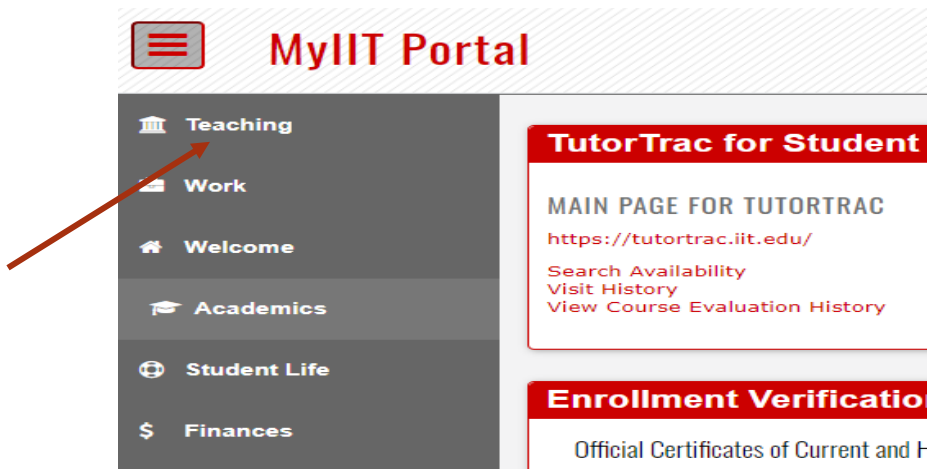 MyIIT Portal
Teaching
Work
Welcome
Academics
Student Life
$ Finances
TutorTrac for Student
MAIN PAGE FOR TUTORTRAC
https://tutortrac.iit.edu/
Search Availability
Visit History
View Course Evaluation History
Enrollment Verification
Official Certificates of Current and H